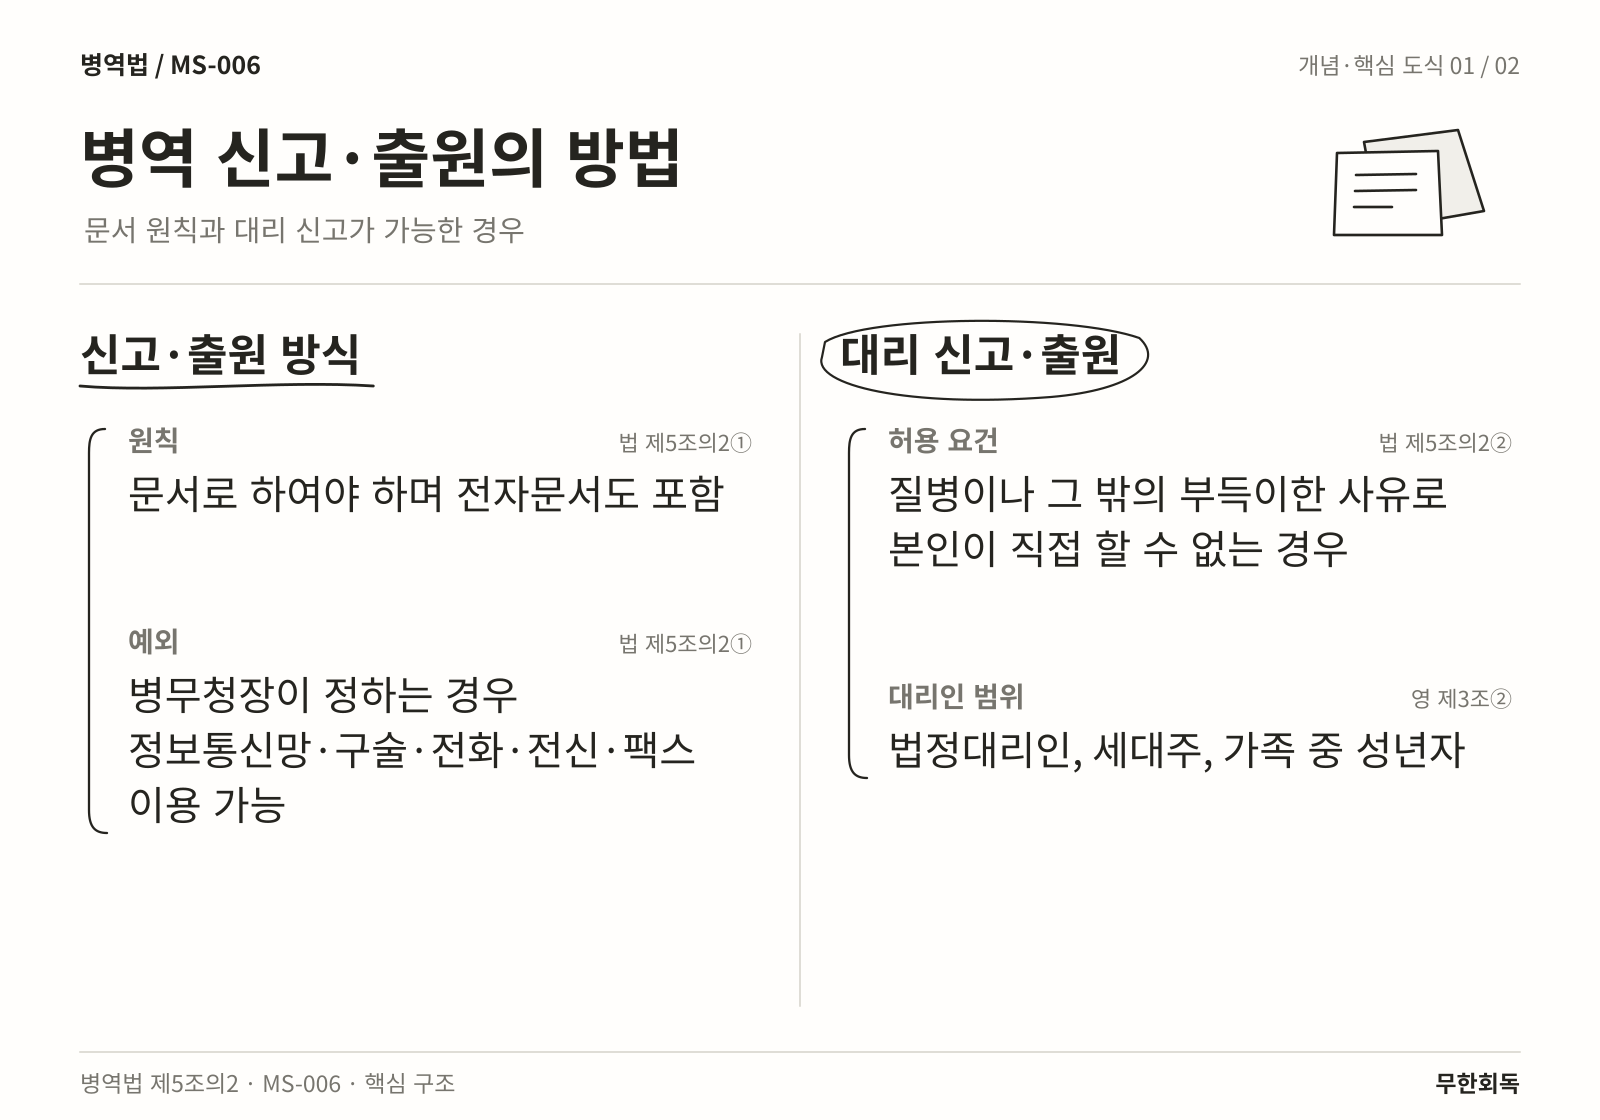 병역법 / MS-006
개념·핵심 도식 01 / 02
병역 신고·출원의 방법
문서 원칙과 대리 신고가 가능한 경우
신고·출원 방식
원칙
법 제5조의2①
문서로 하여야 하며 전자문서도 포함
예외
법 제5조의2①
병무청장이 정하는 경우
정보통신망·구술·전화·전신·팩스
이용 가능
대리 신고·출원
허용 요건
법 제5조의2②
질병이나 그 밖의 부득이한 사유로
본인이 직접 할 수 없는 경우
대리인 범위
영 제3조②
법정대리인, 세대주, 가족 중 성년자
병역법 제5조의2 · MS-006 · 핵심 구조
무한회독